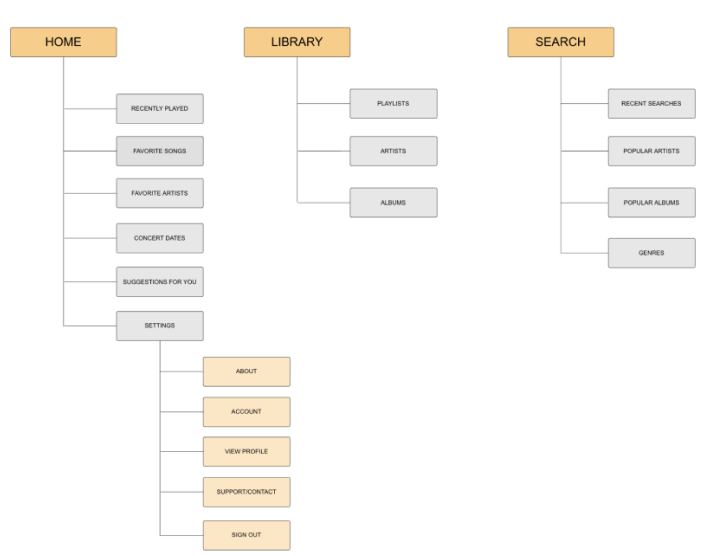 HOME
RECENTLY PLAYED
FAVORITE SONGS
FAVORITE ARTISTS
CONCERT DATES
SUGGESTIONS FOR YOU
SETTINGS
ABOUT
ACCOUNT
VIEW PROFILE
SUPPORT/CONTACT
SIGN OUT
LIBRARY
PLAYLISTS
ARTISTS
ALBUMS
SEARCH
RECENT SEARCHES
POPULAR ARTISTS
POPULAR ALBUMS
GENRES